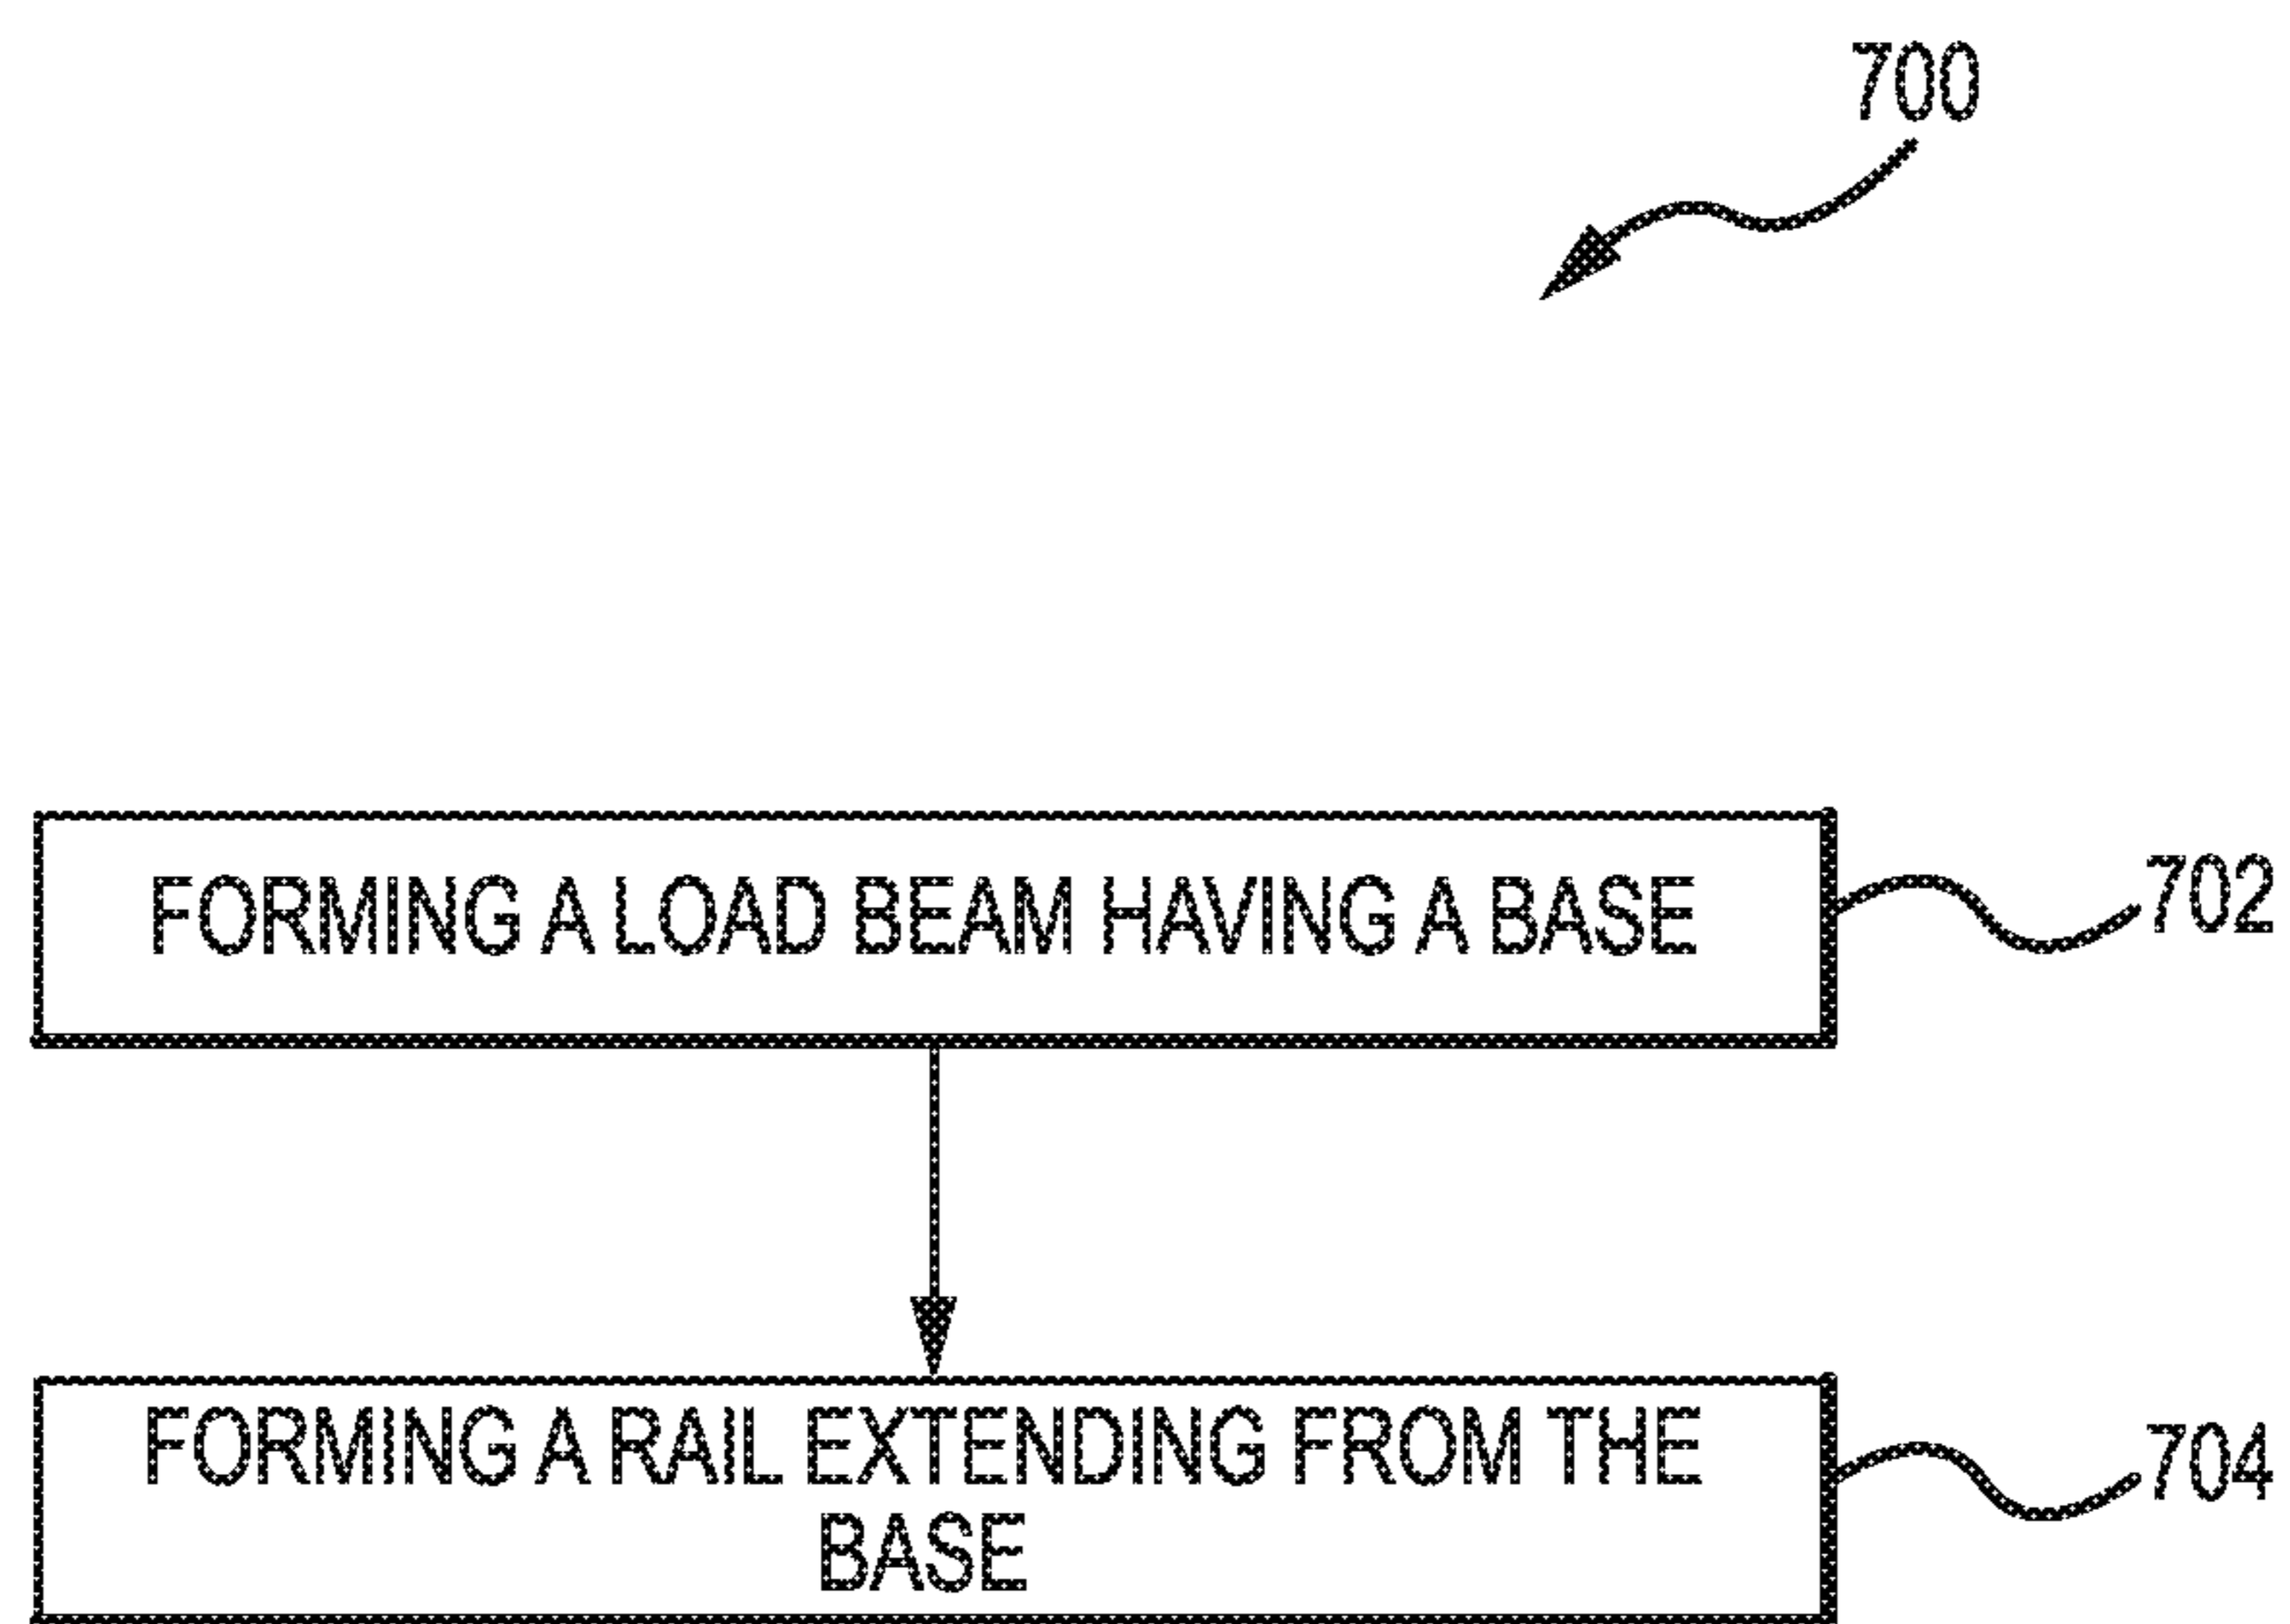 700
FORMING A LOAD BEAM HAVING A BASE
702
FORMING A RAIL EXTENDING FROM THE
BASE
704